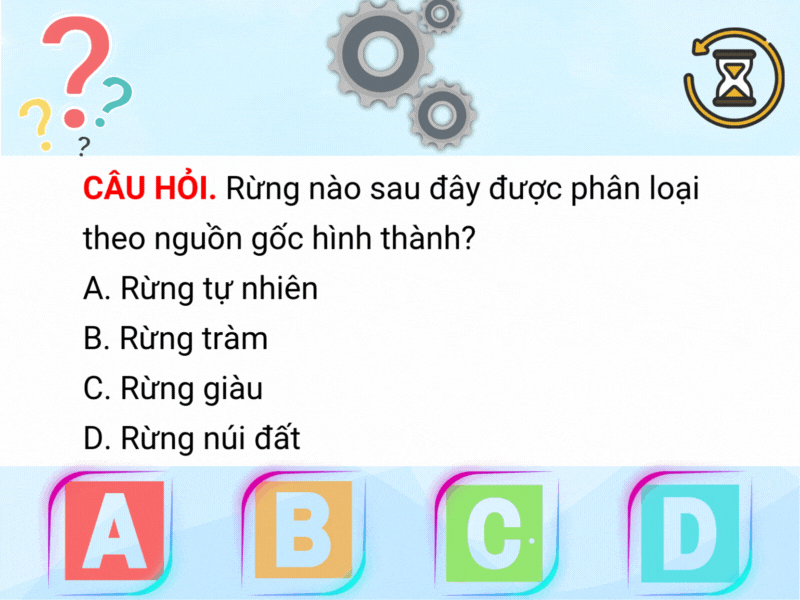 CÂU HỎI. Rừng nào sau đây được phân loại
theo nguồn gốc hình thành?
A. Rừng tự nhiên
B. Rừng tràm
C. Rừng giàu
D. Rừng núi đất
A B C D